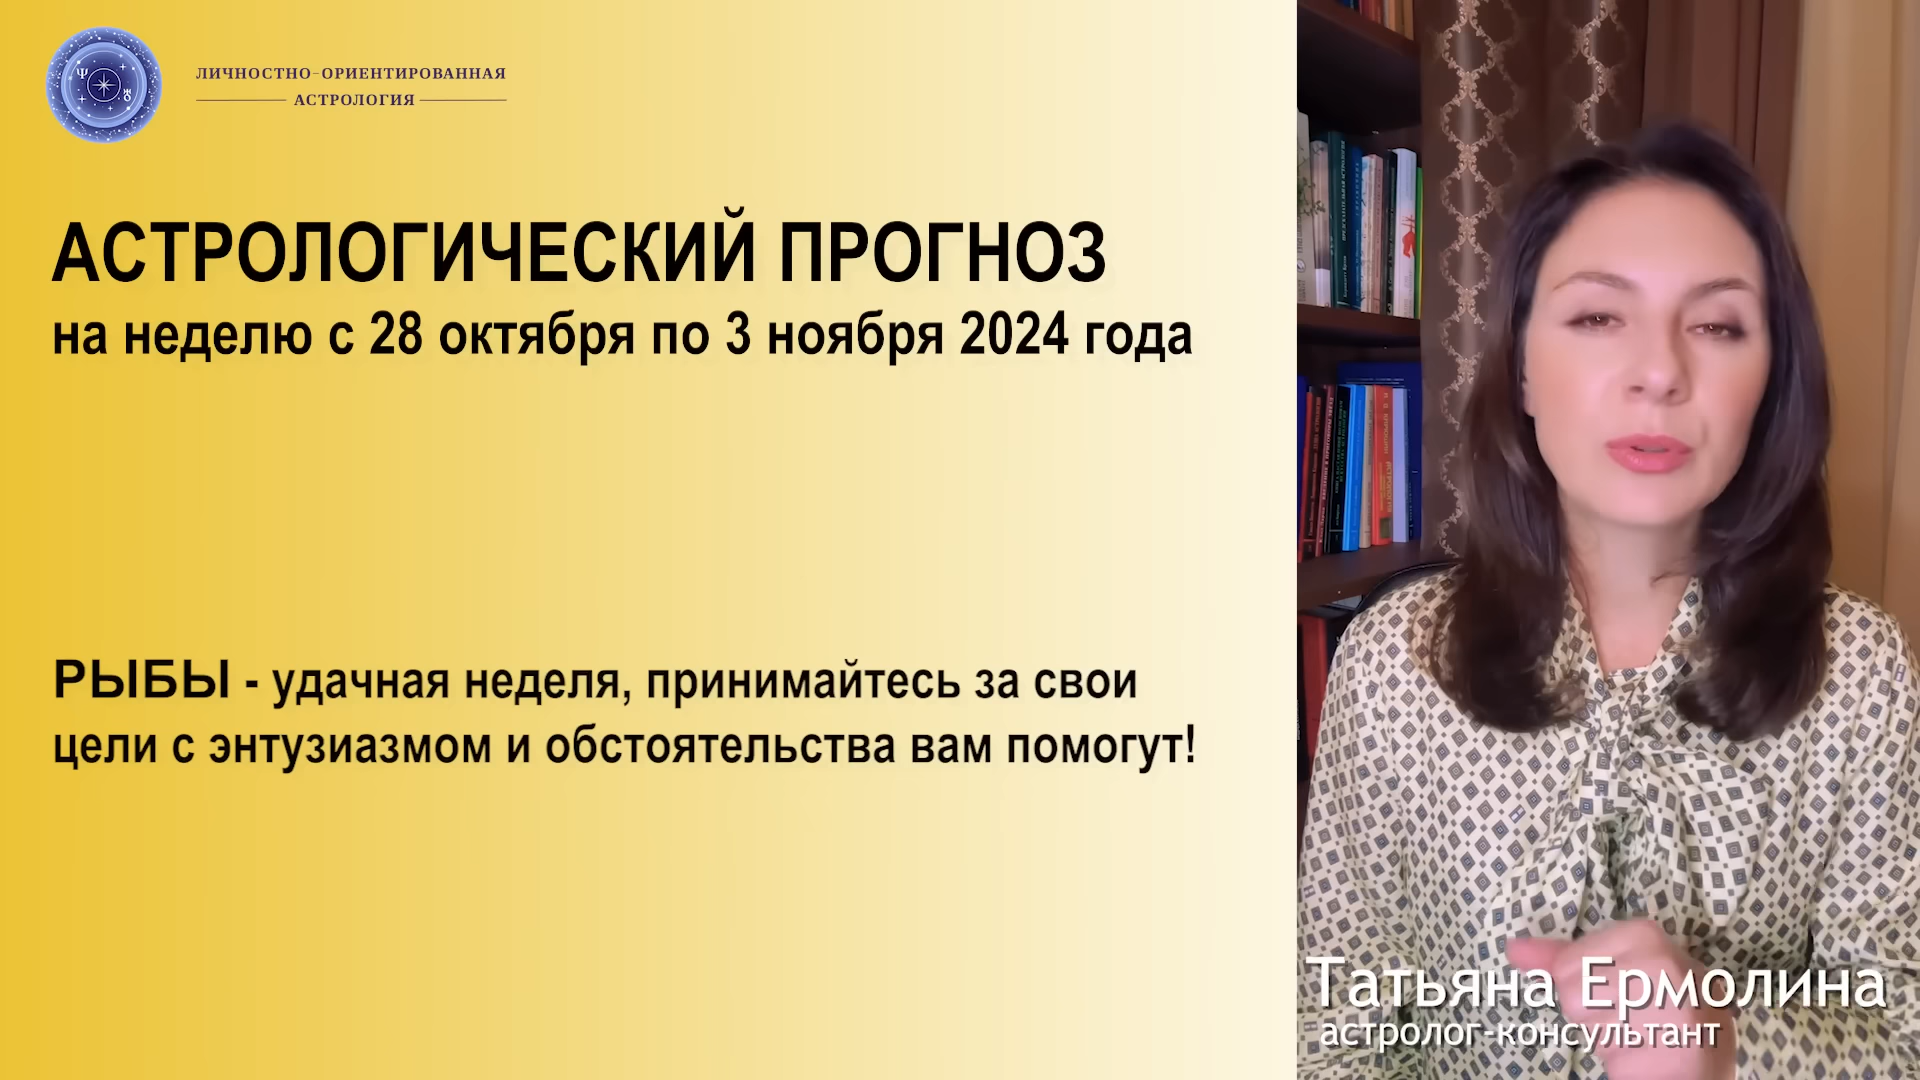 ЛИЧНОСТНО-ОРИЕНТИРОВАННАЯ
АСТРОЛОГИЯ
АСТРОЛОГИЧЕСКИЙ ПРОГНОЗ
на неделю с 28 октября по 3 ноября 2024 года
РЫБЫ - удачная неделя, принимайтесь за свои
цели с энтузиазмом и обстоятельства вам помогут!
Татьяна Ермолина
астролог-консультант